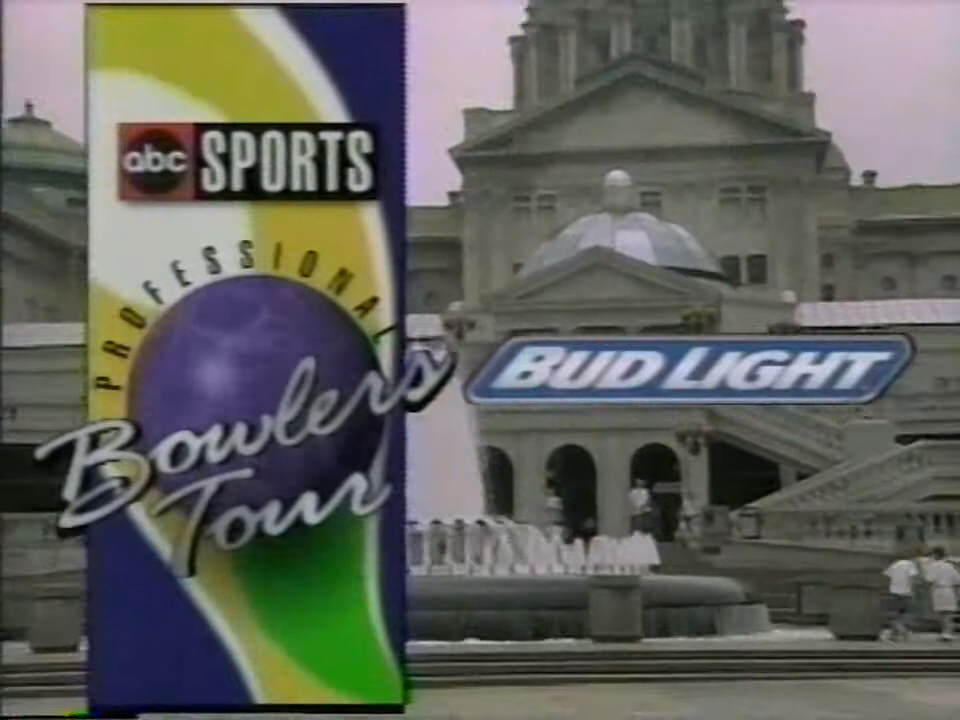 abc SPORTS
PROFESSIONAL
Bowlers
Tour
BUD LIGHT